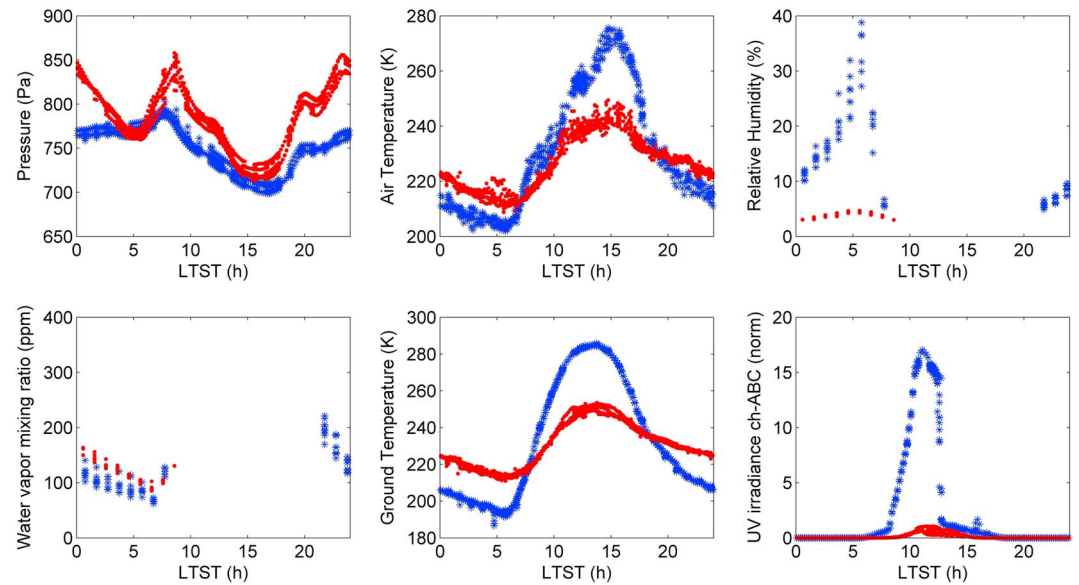 Pressure (Pa)
900
850
800
750
700
650
0 5 10 15 20
LTST (h)
Air Temperature (K)
280
260
240
220
200
0 5 10 15 20
LTST (h)
Relative Humidity (%)
40
30
20
10
0
0 5 10 15 20
LTST (h)
Water vapor mixing ratio (ppm)
400
300
200
100
0
0 5 10 15 20
LTST (h)
Ground Temperature (K)
300
280
260
240
220
200
180
0 5 10 15 20
LTST (h)
UV irradiance ch-ABC (norm)
20
15
10
5
0
0 5 10 15 20
LTST (h)